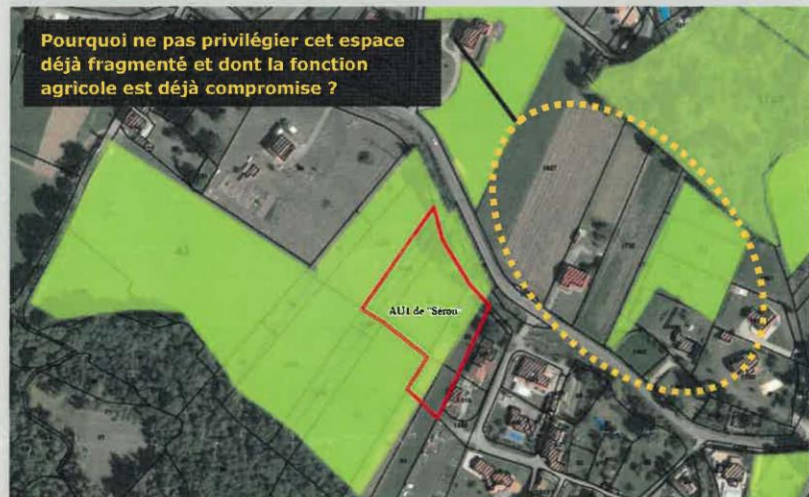 Pourquoi ne pas privilégier cet espace
déjà fragmenté et dont la fonction
agricole est déjà compromise ?
AU1 de "Sérou"